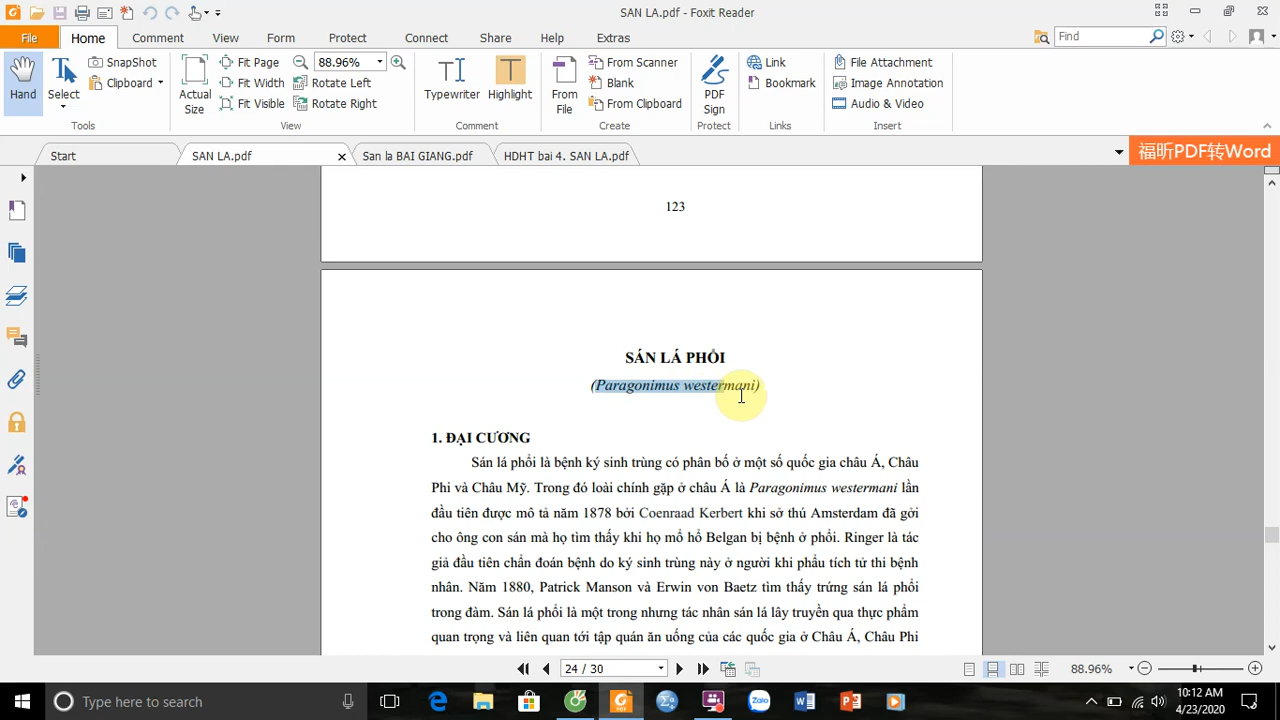 SAN LA.pdf - Foxit Reader
File Home Comment View Form Protect Connect Share Help Extras Find
Hand
Select
SnapShot
Clipboard
Actual Size
Fit Page
Fit Width
Fit Visible
88.96%
Rotate Left
Rotate Right
Typewriter
Highlight
From File
From Scanner
Blank
From Clipboard
PDF Sign
Link
Bookmark
File Attachment
Image Annotation
Audio & Video
Tools View Comment Create Protect Links Insert
Start SAN LA.pdf San la BAI GIANG.pdf HDHT bai 4. SAN LA.pdf 福昕PDF转Word
123
SÁN LÁ PHỔI
(Paragonimus westermani)
1. ĐẠI CƯƠNG
Sán lá phổi là bệnh ký sinh trùng có phân bố ở một số quốc gia châu Á, Châu
Phi và Châu Mỹ. Trong đó loài chính gặp ở châu Á là Paragonimus westermani lần
đầu tiên được mô tả năm 1878 bởi Coenraad Kerbert khi sở thú Amsterdam đã gởi
cho ông con sán mà họ tìm thấy khi họ mổ hổ Belgan bị bệnh ở phổi. Ringer là tác
giả đầu tiên chẩn đoán bệnh do ký sinh trùng này ở người khi phẩu tích tử thi bệnh
nhân. Năm 1880, Patrick Manson và Erwin von Baetz tìm thấy trứng sán lá phổi
trong đàm. Sán lá phổi là một trong nhưng tác nhân sán lá lây truyền qua thực phẩm
quan trọng và liên quan tới tập quán ăn uống của các quốc gia ở Châu Á, Châu Phi
24 / 30
88.96%
Type here to search
10:12 AM
4/23/2020